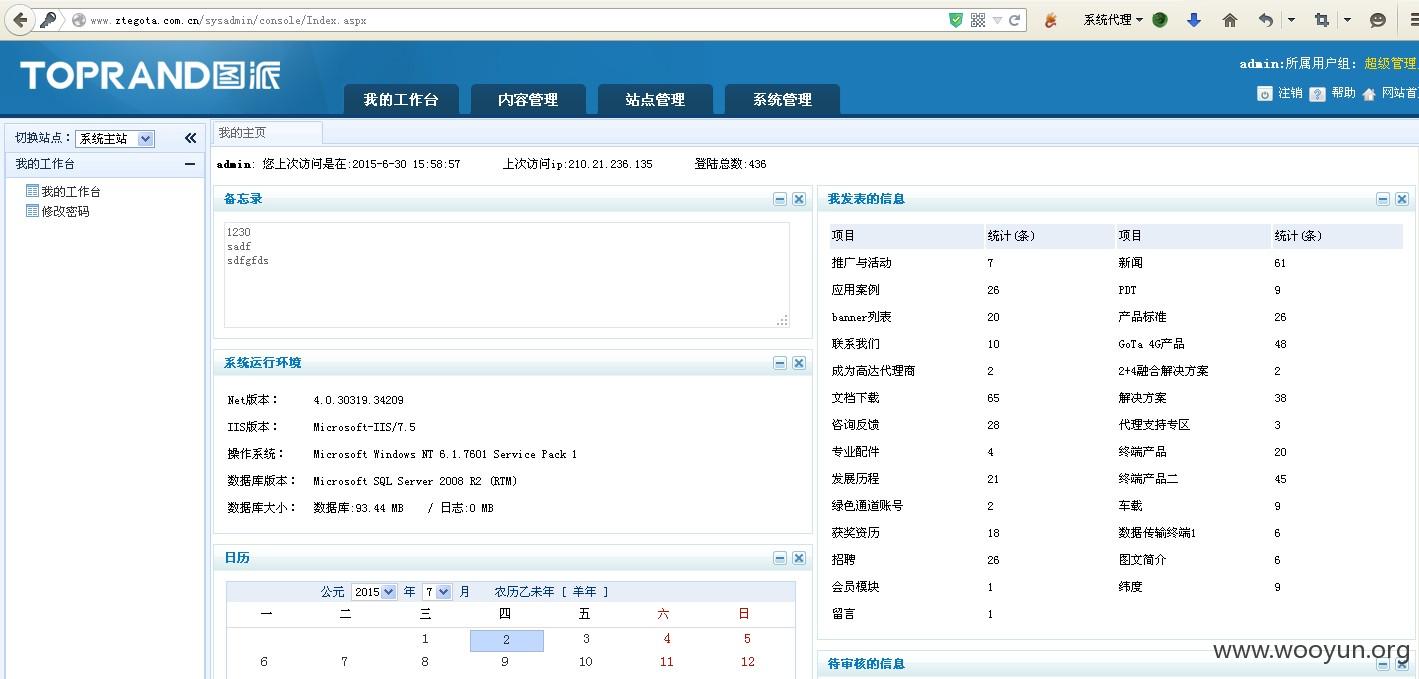 www.ztegota.com.cn/sysadmin/console/Index.aspx
系统代理
TOPRAND图派
admin:所属用户组: 超级管理
我的工作台 内容管理 站点管理 系统管理
注销 帮助 网站首
切换站点： 系统主站
我的工作台
我的工作台
修改密码
我的主页
admin: 您上次访问是在:2015-6-30 15:58:57 上次访问ip:210.21.236.135 登陆总数:436
备忘录
1230
sadf
sdfgfds
系统运行环境
Net版本： 4.0.30319.34209
IIS版本： Microsoft-IIS/7.5
操作系统： Microsoft Windows NT 6.1.7601 Service Pack 1
数据库版本： Microsoft SQL Server 2008 R2 (RTM)
数据库大小： 数据库:93.44 MB / 日志:0 MB
日历
公元 2015 年 7 月 农历乙未年 [ 羊年 ]
一 二 三 四 五 六 日
1 2 3 4 5
6 7 8 9 10 11 12
我发表的信息
项目 统计(条) 项目 统计(条)
推广与活动 7 新闻 61
应用案例 26 PDT 9
banner列表 20 产品标准 26
联系我们 10 GoTa 4G产品 48
成为高达代理商 2 2+4融合解决方案 2
文档下载 65 解决方案 38
咨询反馈 28 代理支持专区 3
专业配件 4 终端产品 20
发展历程 21 终端产品二 45
绿色通道账号 2 车载 9
获奖资历 18 数据传输终端1 6
招聘 26 图文简介 6
会员模块 1 纬度 9
留言 1
待审核的信息
www.wooyun.org